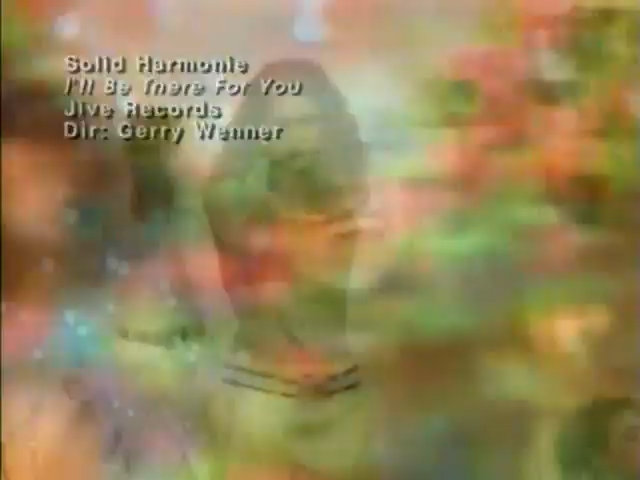 Solid Harmonie
I'll Be There For You
Jive Records
Dir: Gerry Wenner